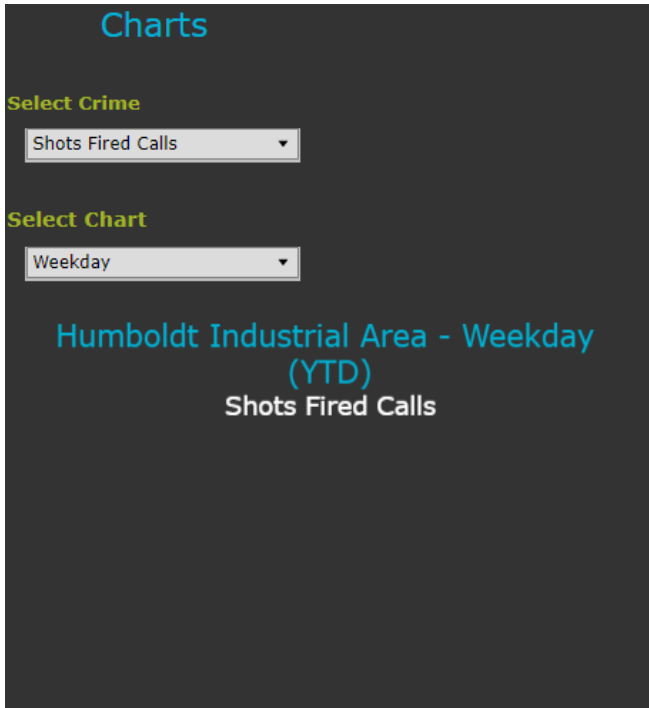 Charts
Select Crime
Shots Fired Calls
Select Chart
Weekday
Humboldt Industrial Area - Weekday
(YTD)
Shots Fired Calls